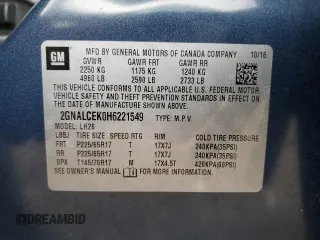 GM
MFD BY GENERAL MOTORS OF CANADA COMPANY 10/16
GVWR GAWR FRT GAWR RR
2250 KG 1175 KG 1240 KG
4960 LB 2590 LB 2733 LB
THIS VEHICLE CONFORMS TO ALL APPLICABLE U.S. FEDERAL MOTOR
VEHICLE SAFETY, BUMPER, AND THEFT PREVENTION STANDARDS IN
EFFECT ON THE DATE OF MANUFACTURE SHOWN ABOVE.
2GNALCEK0H6221549 TYPE: M.P.V.
MODEL: LH26
LBBJ TIRE SIZE SPEED RTG RIM COLD TIRE PRESSURE
FRT P225/65R17 T 17X7J 240KPA(35PSI)
RR P225/65R17 T 17X7J 240KPA(35PSI)
SPA T145/70R17 M 17X4.5T 420KPA(60PSI)
SEE OWNER'S MANUAL FOR MORE INFORMATION.
© AUTOBIDMASTER
IAAI DREAMBID